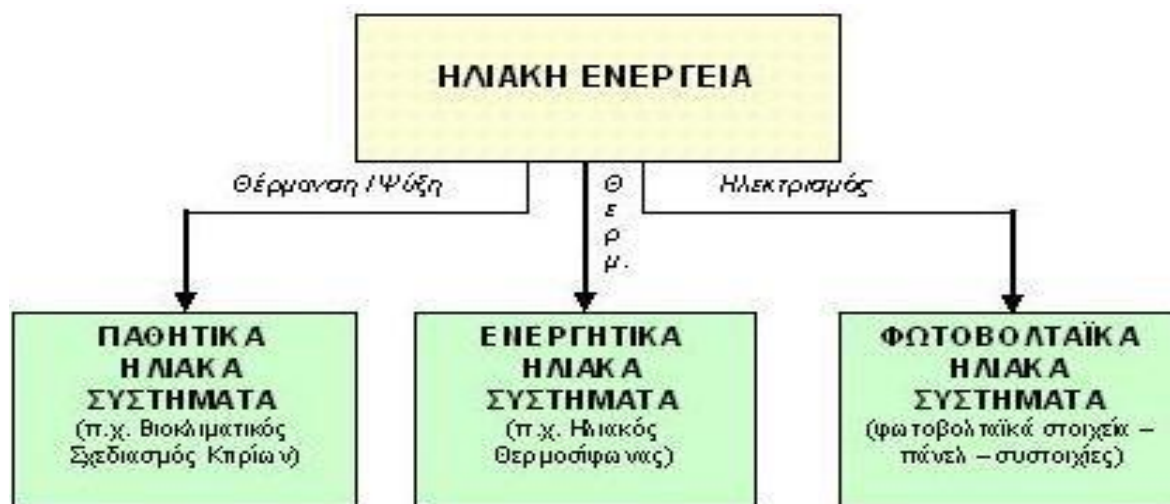 ΗΛΙΑΚΗ ΕΝΕΡΓΕΙΑ
Θέρμανση / Ψύξη
Θερμ.
Ηλεκτρισμός
ΠΑΘΗΤΙΚΑ
ΗΛΙΑΚΑ
ΣΥΣΤΗΜΑΤΑ
(π.χ. Βιοκλιματικός
Σχεδιασμός Κτιρίων)
ΕΝΕΡΓΗΤΙΚΑ
ΗΛΙΑΚΑ
ΣΥΣΤΗΜΑΤΑ
(π.χ. Ηλιακός
Θερμοσίφωνας)
ΦΩΤΟΒΟΛΤΑΪΚΑ
ΗΛΙΑΚΑ
ΣΥΣΤΗΜΑΤΑ
(φωτοβολταϊκά στοιχεία –
πάνελ – συστοιχίες)